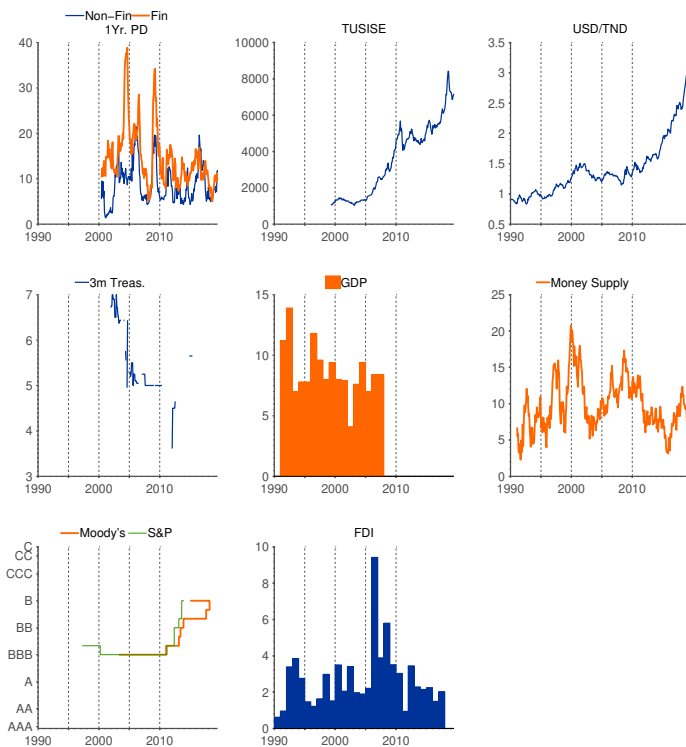 Non-Fin Fin
1Yr. PD
40
30
20
10
0
1990 2000 2010
TUSISE
10000
8000
6000
4000
2000
0
1990 2000 2010
USD/TND
3.5
3
2.5
2
1.5
1
0.5
1990 2000 2010
3m Treas.
7
6
5
4
3
1990 2000 2010
GDP
15
10
5
0
1990 2000 2010
Money Supply
25
20
15
10
5
0
1990 2000 2010
Moody's S&P
C
CC
CCC
B
BB
BBB
A
AA
AAA
1990 2000 2010
FDI
10
8
6
4
2
0
1990 2000 2010